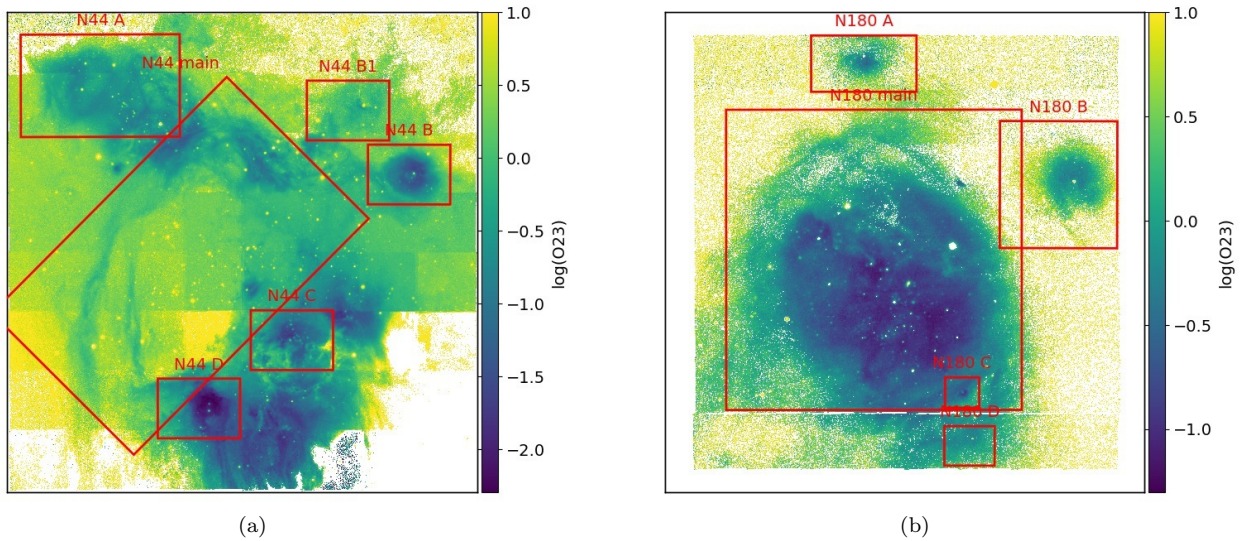 N44 A
N44 main
N44 B1
N44 B
N44 C
N44 D
1.0
0.5
0.0
−0.5
−1.0
−1.5
−2.0
log(O23)
(a)
N180 A
N180 main
N180 B
N180 C
N180 D
1.0
0.5
0.0
−0.5
−1.0
log(O23)
(b)